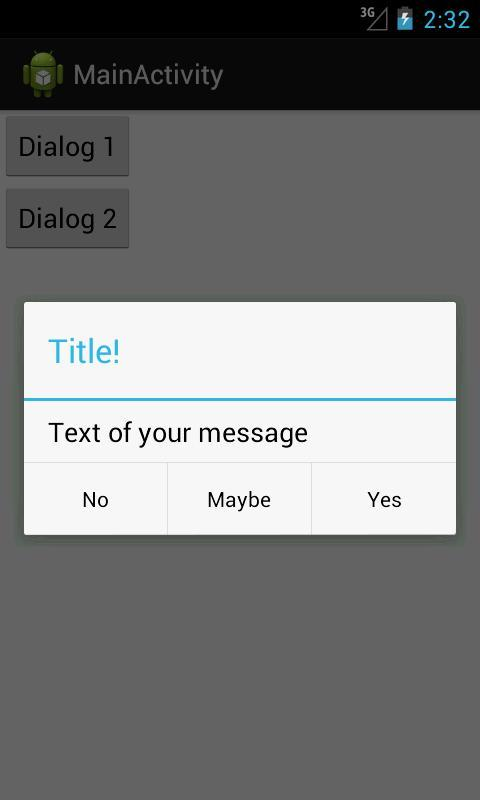 3G 2:32
MainActivity
Dialog 1
Dialog 2
Title!
Text of your message
No Maybe Yes